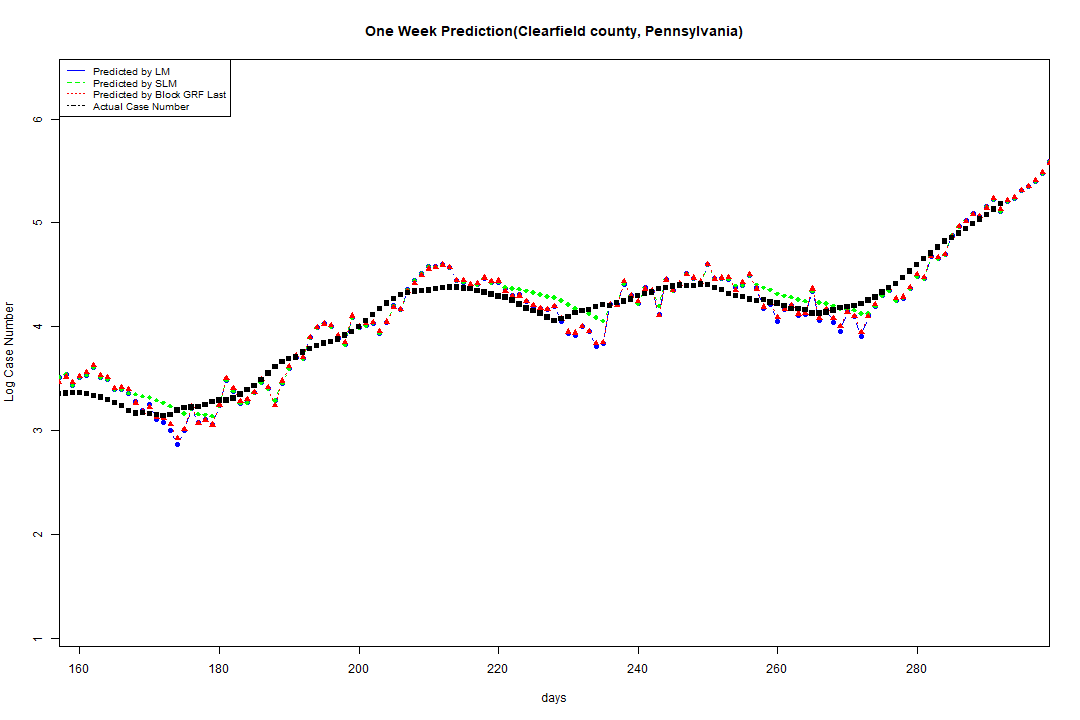 One Week Prediction(Clearfield county, Pennsylvania)
Predicted by LM
Predicted by SLM
Predicted by Block GRF Last
Actual Case Number
Log Case Number
6
5
4
3
2
1
160 180 200 220 240 260 280
days